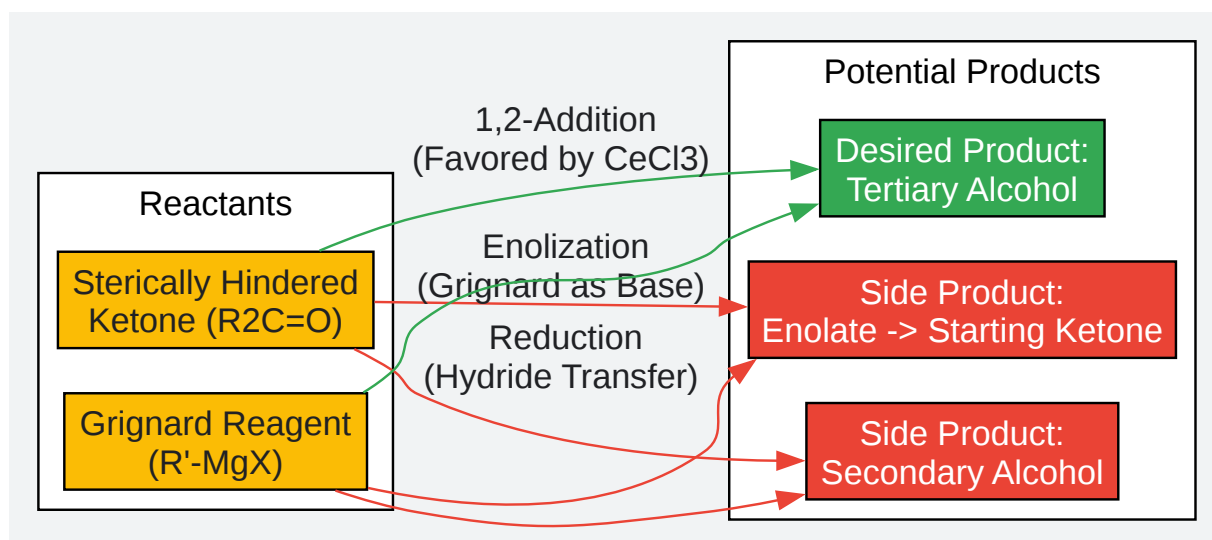 Reactants
Sterically Hindered
Ketone (R2C=O)
Grignard Reagent
(R'-MgX)
1,2-Addition
(Favored by CeCl3)
Enolization
(Grignard as Base)
Reduction
(Hydride Transfer)
Potential Products
Desired Product:
Tertiary Alcohol
Side Product:
Enolate -> Starting Ketone
Side Product:
Secondary Alcohol